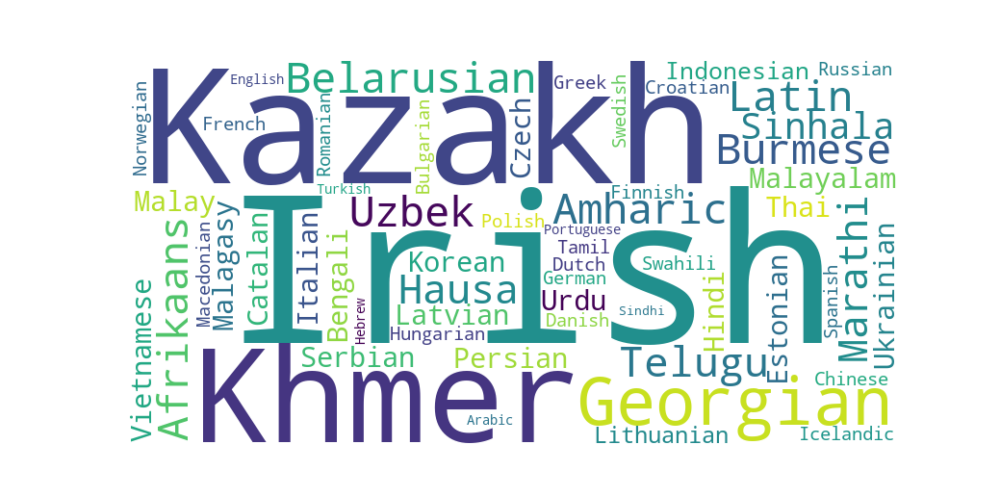 Norwegian
Kazakh
English
Belarusian
French
Romanian
Bulgarian
Czech
Greek
Swedish
Croatian
Indonesian
Russian
Latin
Sinhala
Burmese
Malayalam
Thai
Malay
Turkish
Irish
Uzbek
Polish
Amharic
Finnish
Portuguese
Tamil
Dutch
German
Swahili
Korean
Hausa
Latvian
Hungarian
Urdu
Danish
Sindhi
Vietnamese
Afrikaans
Macedonian
Malagasy
Catalan
Italian
Bengali
Hebrew
Hindi
Estonian
Spanish
Marathi
Ukrainian
Serbian
Persian
Telugu
Khmer
Georgian
Chinese
Arabic
Lithuanian
Icelandic